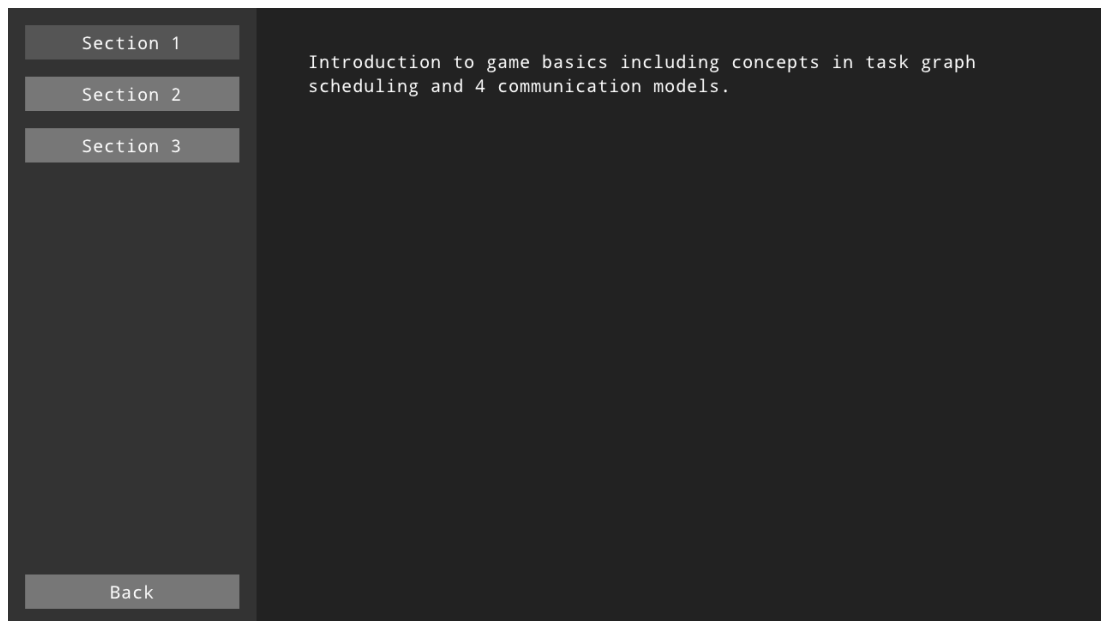 Section 1
Section 2
Section 3
Back
Introduction to game basics including concepts in task graph
scheduling and 4 communication models.